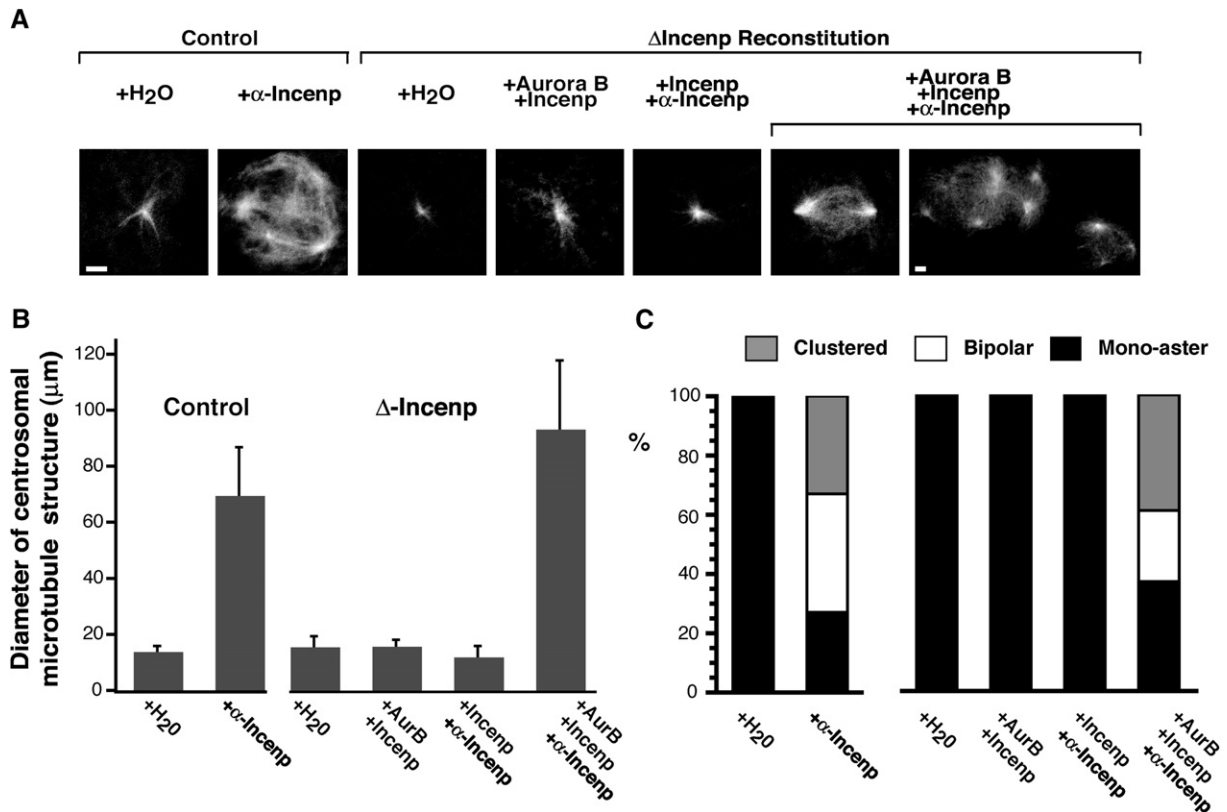 A
Control
ΔIncenp Reconstitution
+H2O
+α-Incenp
+H2O
+Aurora B
+Incenp
+Incenp
+α-Incenp
+Aurora B
+Incenp
+α-Incenp
B
Diameter of centrosomal
microtubule structure (μm)
120
100
80
60
40
20
0
Control
Δ-Incenp
+H20
+α-Incenp
+H20
+AurB
+Incenp
+Incenp
+α-Incenp
+AurB
+Incenp
+α-Incenp
C
Clustered
Bipolar
Mono-aster
%
100
80
60
40
20
0
+H20
+α-Incenp
+H20
+AurB
+Incenp
+Incenp
+α-Incenp
+AurB
+Incenp
+α-Incenp